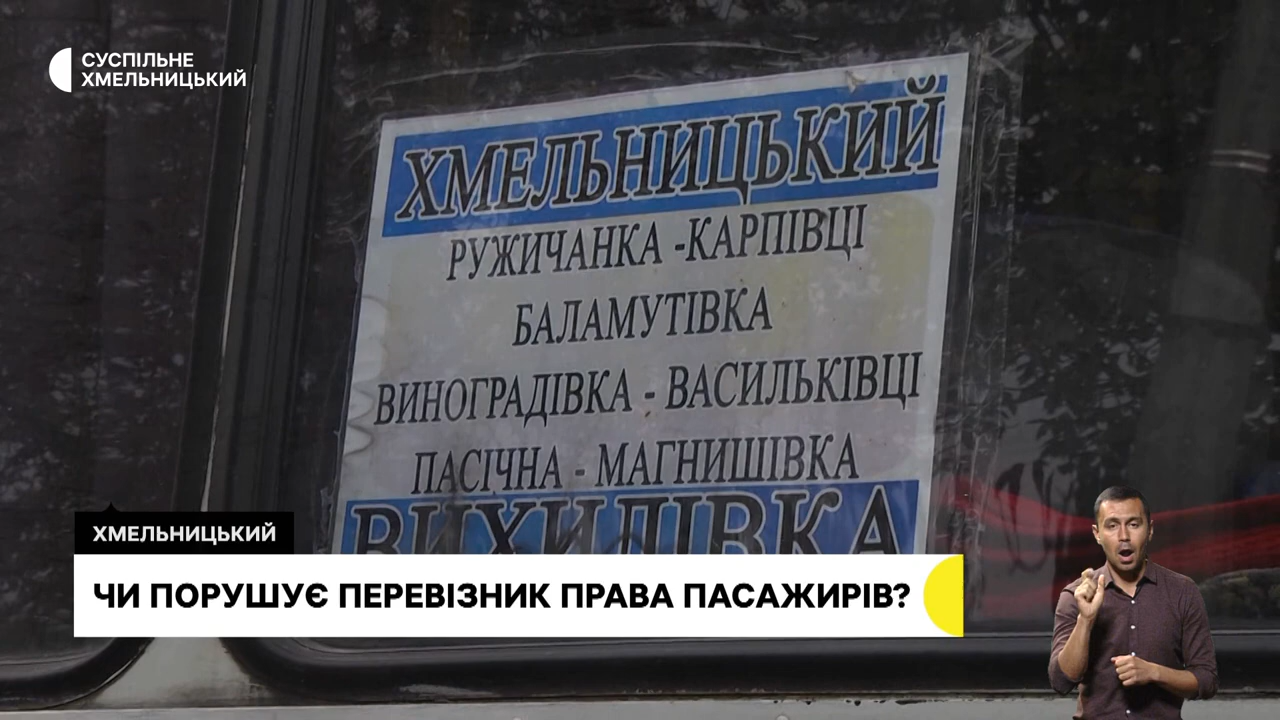 СУСПІЛЬНЕ
ХМЕЛЬНИЦЬКИЙ
ХМЕЛЬНИЦЬКИЙ
РУЖИЧАНКА -КАРПІВЦІ
БАЛАМУТІВКА
ВИНОГРАДІВКА - ВАСИЛЬКІВЦІ
ПАСІЧНА - МАГНИШІВКА
ВИХИЛІВКА
ХМЕЛЬНИЦЬКИЙ
ЧИ ПОРУШУЄ ПЕРЕВІЗНИК ПРАВА ПАСАЖИРІВ?